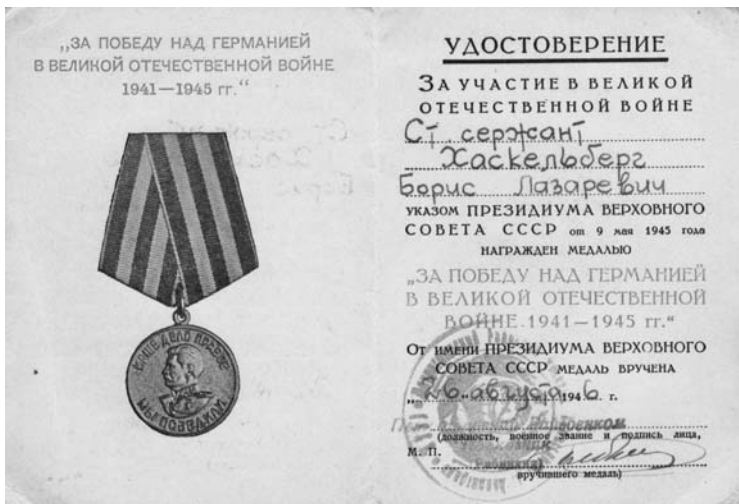 „ЗА ПОБЕДУ НАД ГЕРМАНИЕЙ
В ВЕЛИКОЙ ОТЕЧЕСТВЕННОЙ ВОЙНЕ
1941—1945 гг.“
НАШЕ ДЕЛО ПРАВОЕ
МЫ ПОБЕДИЛИ
УДОСТОВЕРЕНИЕ
ЗА УЧАСТИЕ В ВЕЛИКОЙ
ОТЕЧЕСТВЕННОЙ ВОЙНЕ
Ст. сержант
Хаскельберг
Борис Лазаревич
УКАЗОМ ПРЕЗИДИУМА ВЕРХОВНОГО
СОВЕТА СССР от 9 мая 1945 года
НАГРАЖДЕН МЕДАЛЬЮ
„ЗА ПОБЕДУ НАД ГЕРМАНИЕЙ
В ВЕЛИКОЙ ОТЕЧЕСТВЕННОЙ
ВОЙНЕ 1941—1945 гг.“
ОТ ИМЕНИ ПРЕЗИДИУМА ВЕРХОВНОГО
СОВЕТА СССР МЕДАЛЬ ВРУЧЕНА
„26“ августа 1946 г.
(должность, военное звание и подпись лица,
М. П.
вручившего медаль)